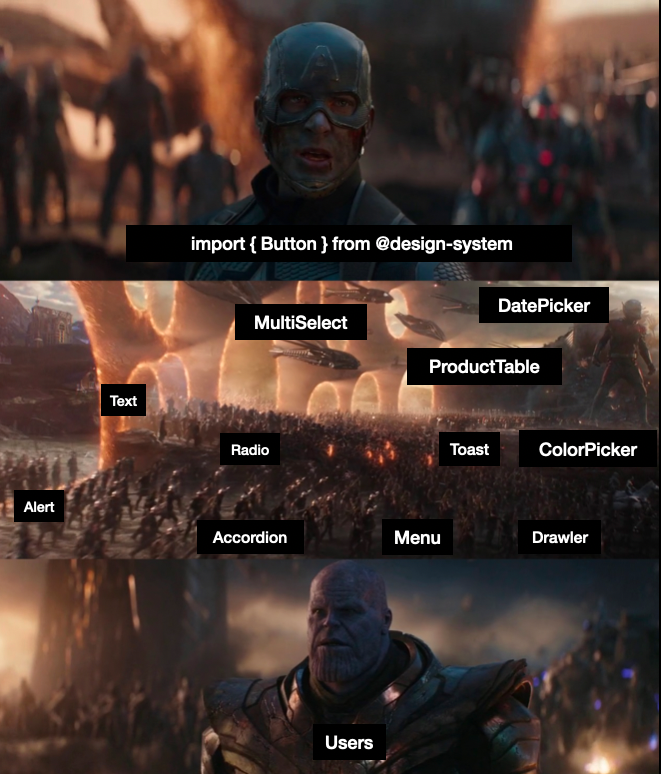 import { Button } from @design-system
MultiSelect
DatePicker
ProductTable
Text
Radio
Toast
ColorPicker
Alert
Accordion
Menu
Drawler
Users